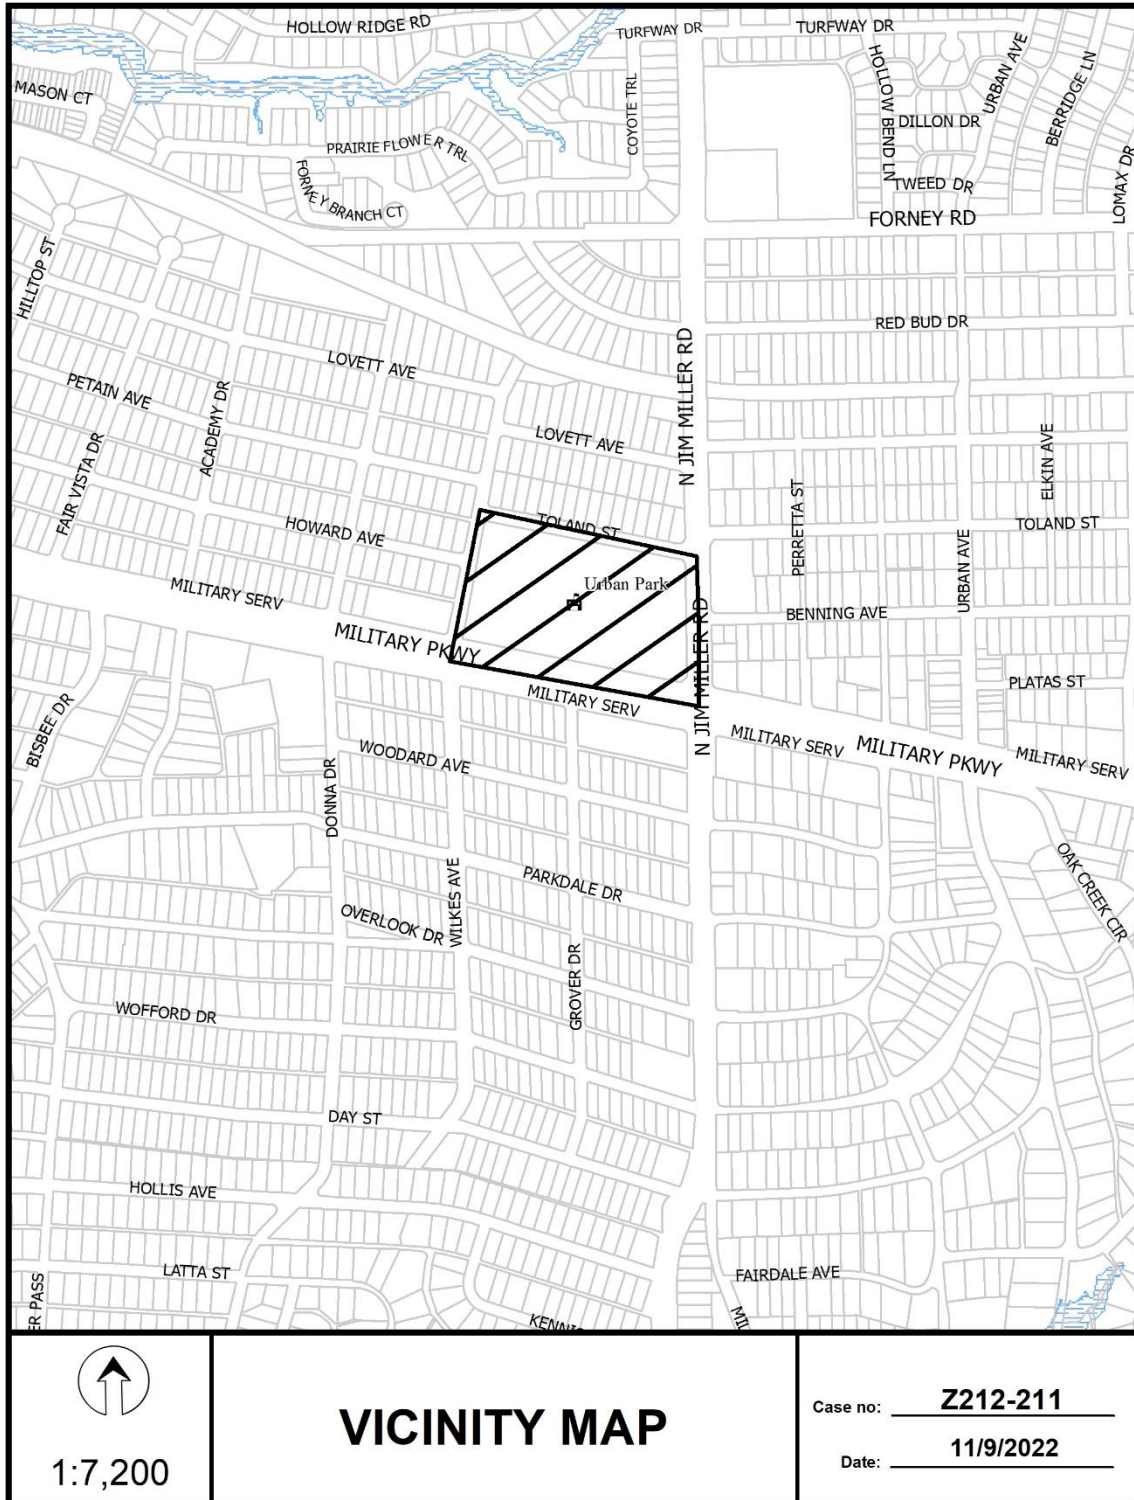 HOLLOW RIDGE RD
TURFWAY DR
TURFWAY DR
MASON CT
COYOTE TRL
HOLLOW BEND LN
URBAN AVE
BERRIDGE LN
DILLON DR
PRAIRIE FLOWER TRL
TWEED DR
LOMAX DR
FORNEY BRANCH CT
FORNEY RD
HILLTOP ST
RED BUD DR
N JIM MILLER RD
LOVETT AVE
PETAIN AVE
ACADEMY DR
LOVETT AVE
FAIR VISTA DR
ELKIN AVE
PERRETTA ST
TOLAND ST
TOLAND ST
HOWARD AVE
URBAN AVE
Urban Park
MILITARY SERV
BENNING AVE
MILITARY PKWY
N JIM MILLER RD
PLATAS ST
MILITARY SERV
BISBEE DR
MILITARY SERV
MILITARY PKWY
MILITARY SERV
WOODARD AVE
DONNA DR
PARKDALE DR
OAK CREEK CIR
WILKES AVE
OVERLOOK DR
GROVER DR
WOFFORD DR
DAY ST
HOLLIS AVE
LATTA ST
FAIRDALE AVE
ER PASS
KENNI
MIL
1:7,200
VICINITY MAP
Case no: Z212-211
Date: 11/9/2022